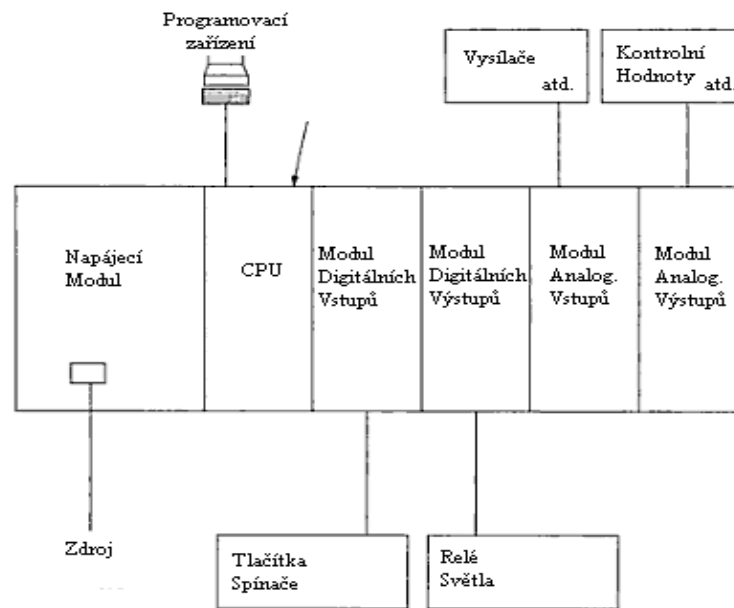 Programovací
zařízení
Vysílače
atd.
Kontrolní
Hodnoty atd.
Napájecí
Modul
CPU
Modul
Digitálních
Vstupů
Modul
Digitálních
Výstupů
Modul
Analog.
Vstupů
Modul
Analog.
Výstupů
Zdroj
Tlačítka
Spínače
Relé
Světla